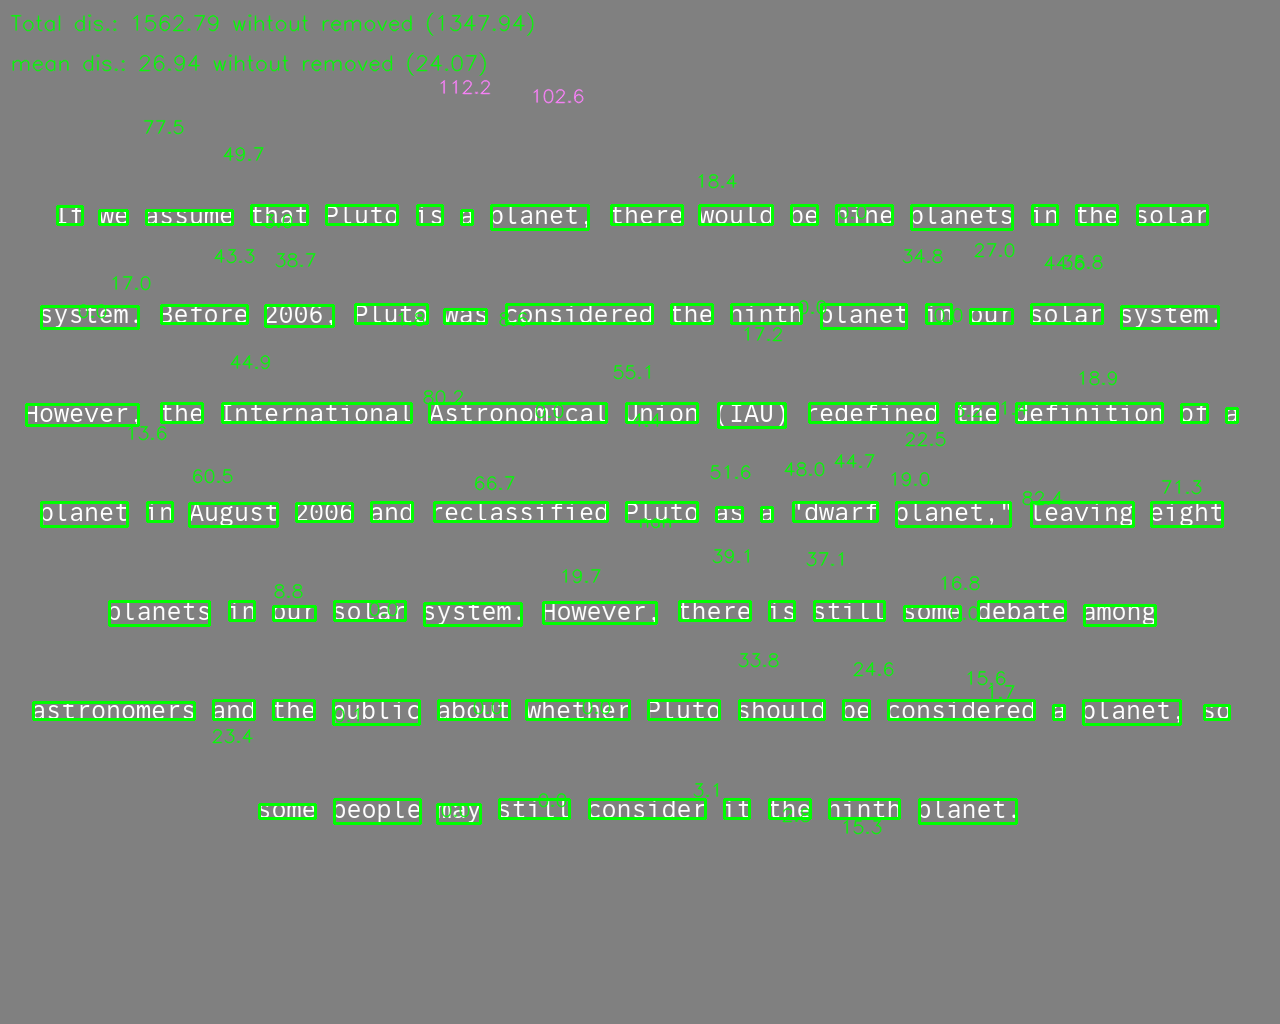 Total dis.: 1562.79 wihtout removed (1347.94)
mean dis.: 26.94 wihtout removed (24.07)
112.2 102.6
77.5
49.7
18.4
If we assume that Pluto is a planet, there would be nine planets in the solar
43.3 38.7 34.8 27.0
17.0
system. Before 2006, Pluto was considered the ninth planet in our solar system.
17.2
44.9 55.1 18.9
80.2
However, the International Astronomical Union (IAU) redefined the definition of a
13.6 22.5
60.5 66.7 51.6 48.0 44.7 19.0 82.4 71.3
planet in August 2006 and reclassified Pluto as a "dwarf planet," leaving eight
nan
39.1 37.1
8.8 19.7 16.8
planets in our solar system. However, there is still some debate among
33.8 24.6 15.6
1.7
astronomers and the public about whether Pluto should be considered a planet, so
23.4
3.1
some people may still consider it the ninth planet.
15.3